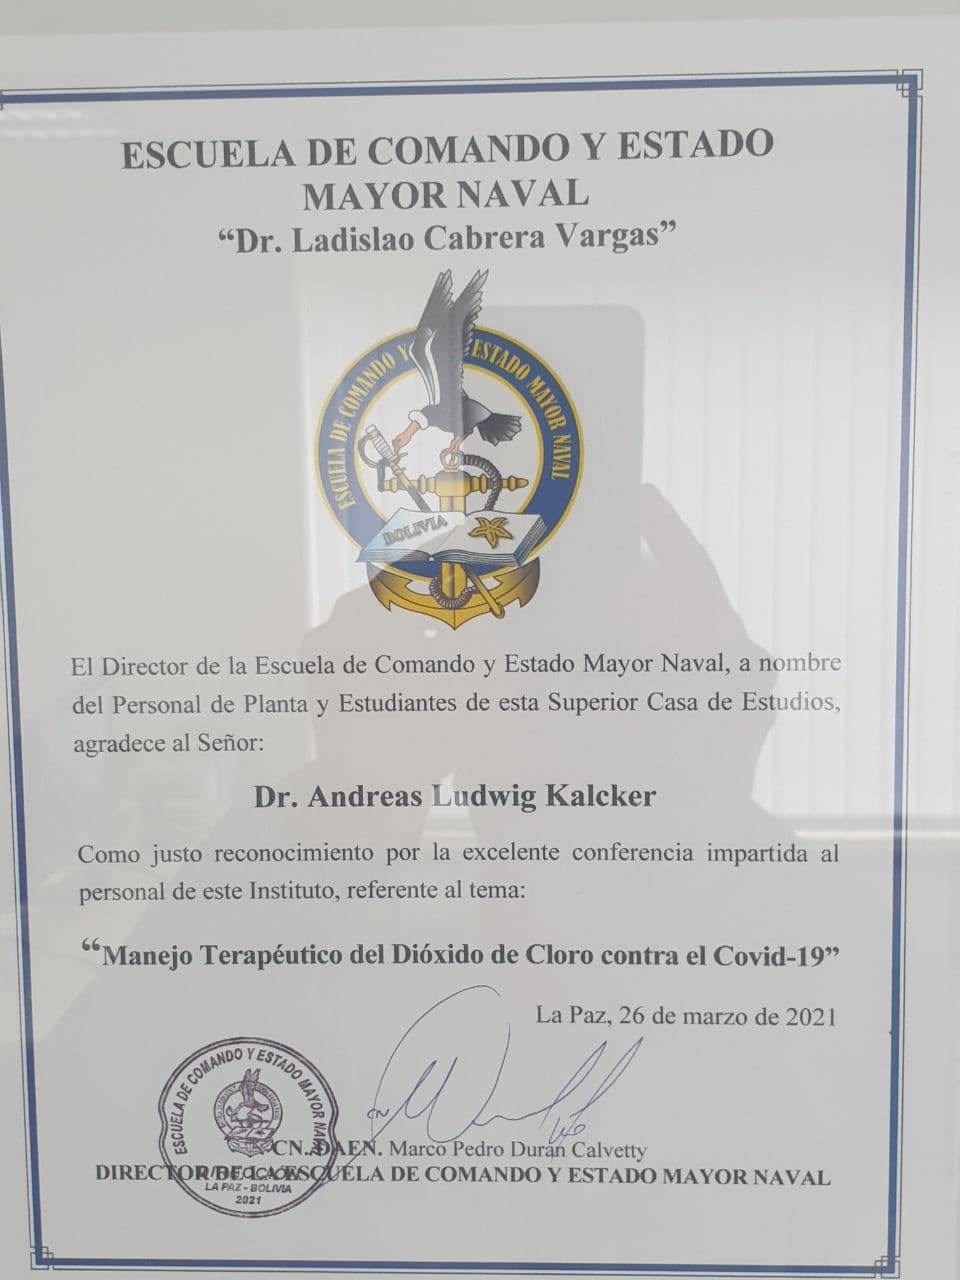 ESCUELA DE COMANDO Y ESTADO
MAYOR NAVAL
“Dr. Ladislao Cabrera Vargas”
ESCUELA DE COMANDO Y ESTADO MAYOR NAVAL
BOLIVIA
El Director de la Escuela de Comando y Estado Mayor Naval, a nombre
del Personal de Planta y Estudiantes de esta Superior Casa de Estudios,
agradece al Señor:
Dr. Andreas Ludwig Kalcker
Como justo reconocimiento por la excelente conferencia impartida al
personal de este Instituto, referente al tema:
“Manejo Terapéutico del Dióxido de Cloro contra el Covid-19”
La Paz, 26 de marzo de 2021
ESCUELA DE COMANDO Y ESTADO MAYOR NAVAL
CN. DAEN. Marco Pedro Durán Calvetty
DIRECTOR DE LA ESCUELA DE COMANDO Y ESTADO MAYOR NAVAL
LA PAZ - BOLIVIA
2021